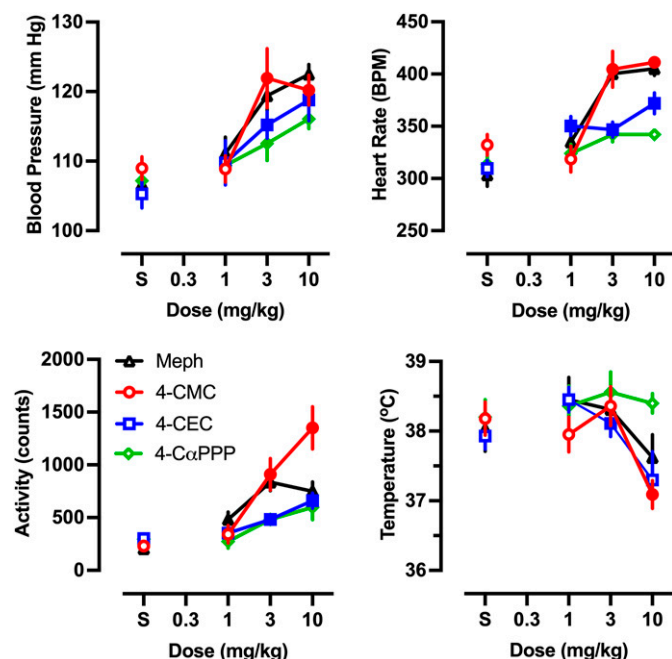 130
120
110
100
Blood Pressure (mm Hg)
S 0.3 1 3 10
Dose (mg/kg)
450
400
350
300
250
Heart Rate (BPM)
S 0.3 1 3 10
Dose (mg/kg)
2000
1500
1000
500
0
Activity (counts)
Meph
4-CMC
4-CEC
4-CαPPP
S 0.3 1 3 10
Dose (mg/kg)
39
38
37
36
Temperature (ºC)
S 0.3 1 3 10
Dose (mg/kg)